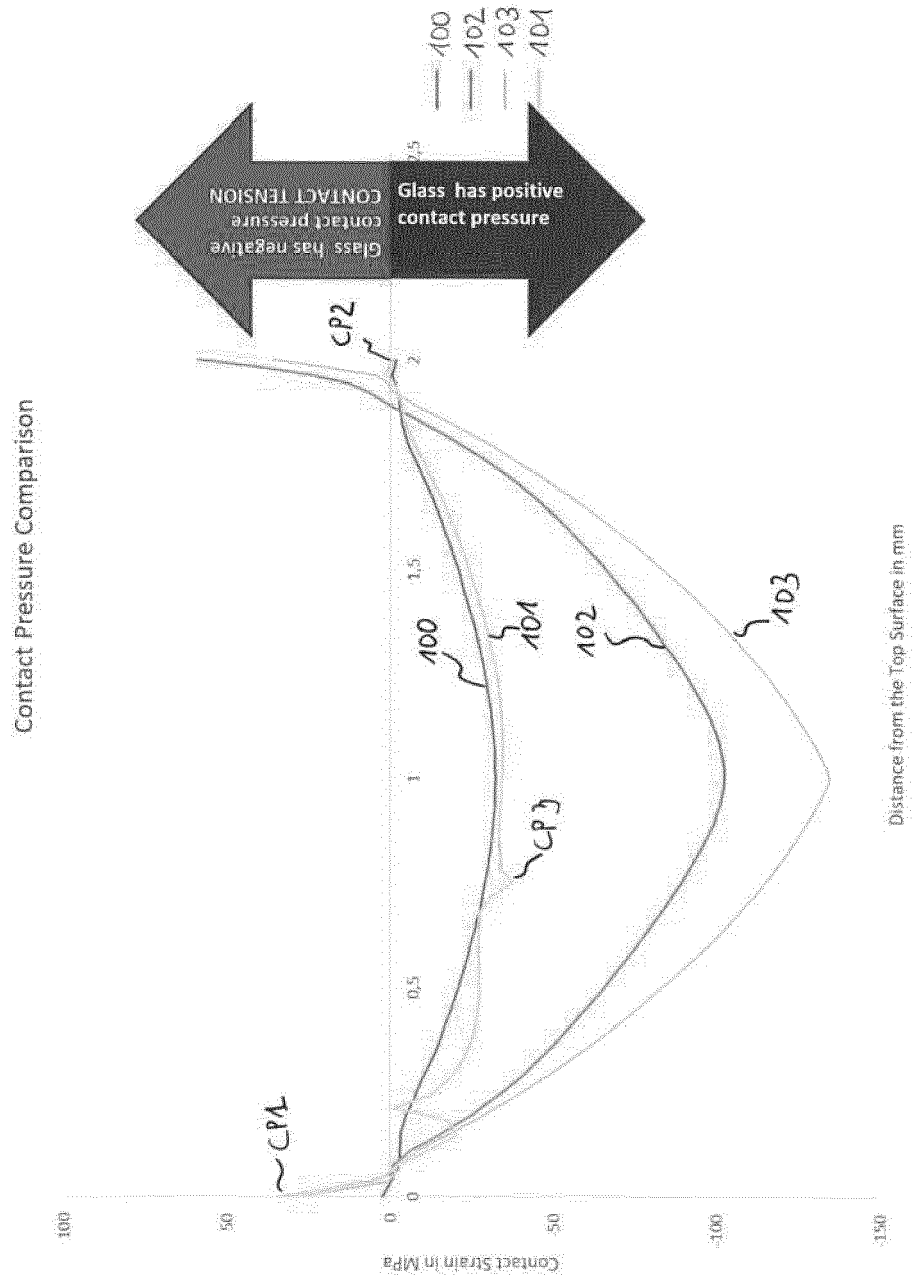 Contact Pressure Comparison
100
50
0
-50
-100
-150
Contact Strain in MPa
0
0,5
1
1,5
2
2,5
Distance from the Top Surface in mm
CP1
CP2
CP3
100
101
102
103
Glass has negative
contact pressure
CONTACT TENSION
Glass has positive
contact pressure
100
102
103
101